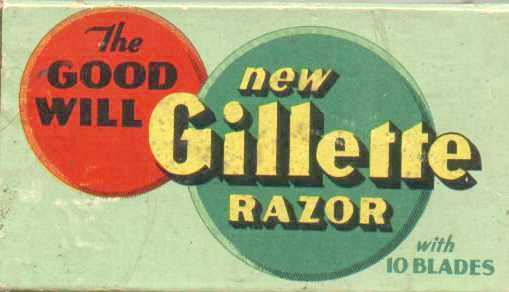 The
GOOD
WILL
new
Gillette
RAZOR
with
10 BLADES